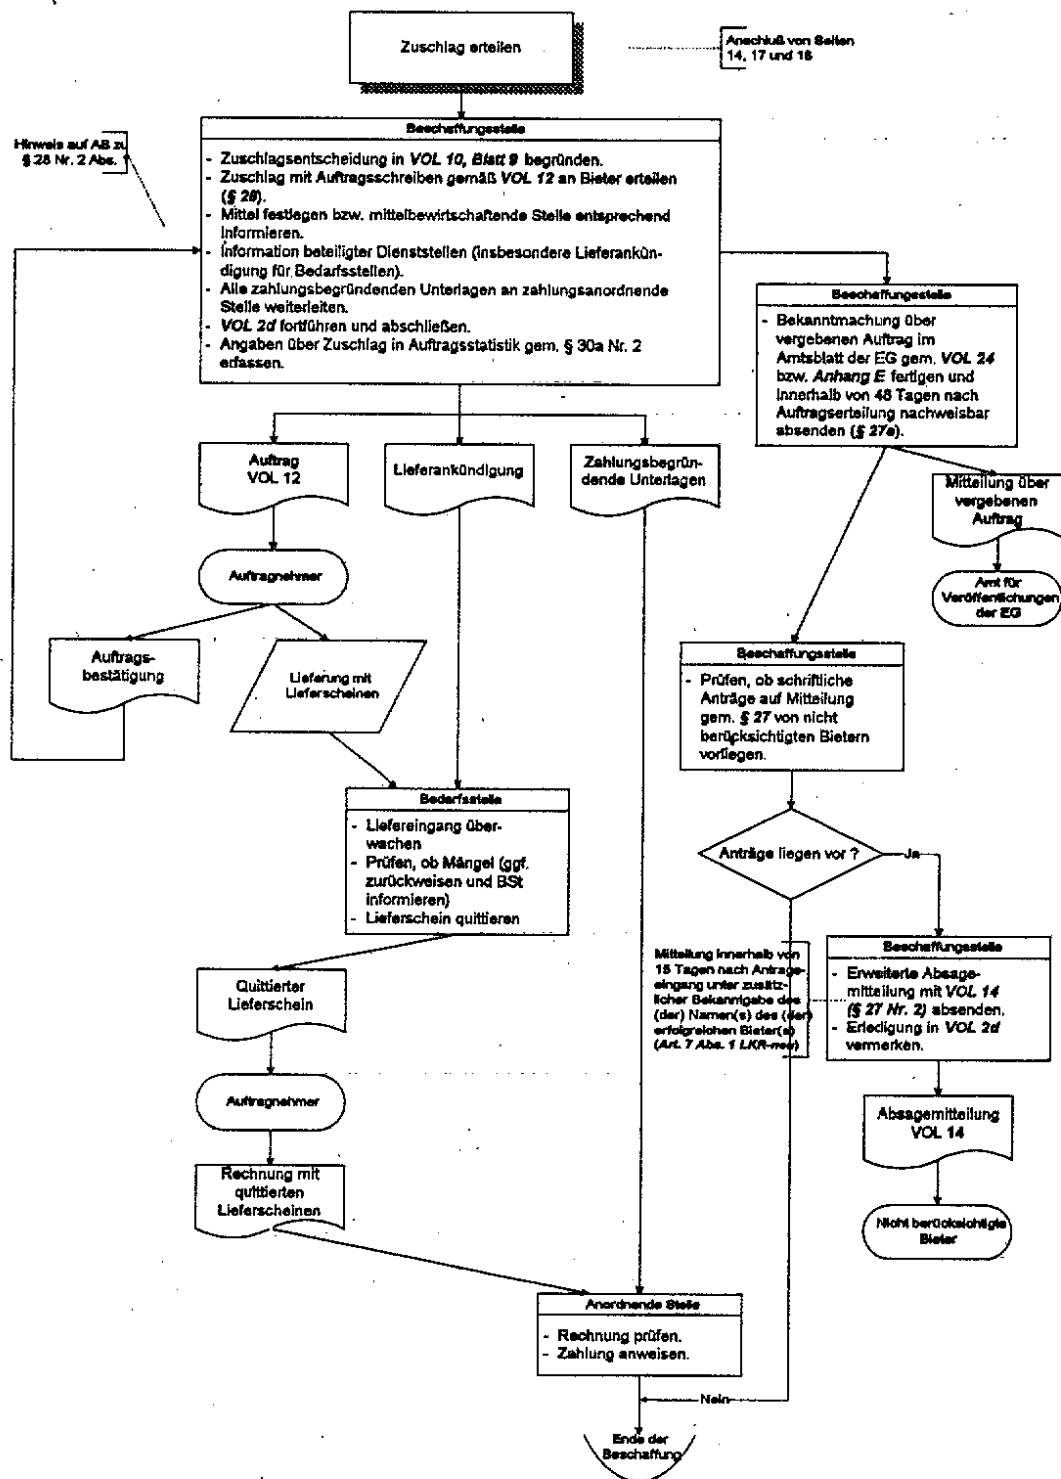 Zuschlag erteilen
Anschluß von Seiten
14, 17 und 18
Hinweis auf AB zu
§ 28 Nr. 2 Abs.
Beschaffungsstelle
- Zuschlagsentscheidung in VOL 10, Blatt 9 begründen.
- Zuschlag mit Auftragsschreiben gemäß VOL 12 an Bieter erteilen
(§ 28).
- Mittel festlegen bzw. mittelbewirtschaftende Stelle entsprechend
informieren.
- Information beteiligter Dienststellen (insbesondere Lieferankün-
digung für Bedarfsstellen).
- Alle zahlungsbegründenden Unterlagen an zahlungsanordnende
Stelle weiterleiten.
- VOL 2d fortführen und abschließen.
- Angaben über Zuschlag in Auftragsstatistik gem. § 30a Nr. 2
erfassen.
Beschaffungsstelle
- Bekanntmachung über
vergebenen Auftrag im
Amtsblatt der EG gem. VOL 24
bzw. Anhang E fertigen und
innerhalb von 48 Tagen nach
Auftragserteilung nachweisbar
absenden (§ 27a).
Auftrag
VOL 12
Lieferankündigung
Zahlungsbegrün-
dende Unterlagen
Mitteilung über
vergebenen
Auftrag
Auftragnehmer
Amt für
Veröffentlichungen
der EG
Auftrags-
bestätigung
Lieferung mit
Lieferscheinen
Beschaffungsstelle
- Prüfen, ob schriftliche
Anträge auf Mitteilung
gem. § 27 von nicht
berücksichtigten Bietern
vorliegen.
Bedarfsstelle
- Liefereingang über-
wachen
- Prüfen, ob Mängel (ggf.
zurückweisen und BSt
informieren)
- Lieferschein quittieren
Anträge liegen vor ?
Ja
Mitteilung innerhalb von
15 Tagen nach Antrags-
eingang unter zusätz-
licher Bekanntgabe des
(der) Namen(s) des (der)
erfolgreichen Bieter(s)
(Art. 7 Abs. 1 LKR-neu)
Beschaffungsstelle
- Erweiterte Absage-
mitteilung mit VOL 14
(§ 27 Nr. 2) absenden.
- Erledigung in VOL 2d
vermerken.
Quittierter
Lieferschein
Auftragnehmer
Absagemitteilung
VOL 14
Rechnung mit
quittierten
Lieferscheinen
Nicht berücksichtigte
Bieter
Anordnende Stelle
- Rechnung prüfen.
- Zahlung anweisen.
Nein
Ende der
Beschaffung